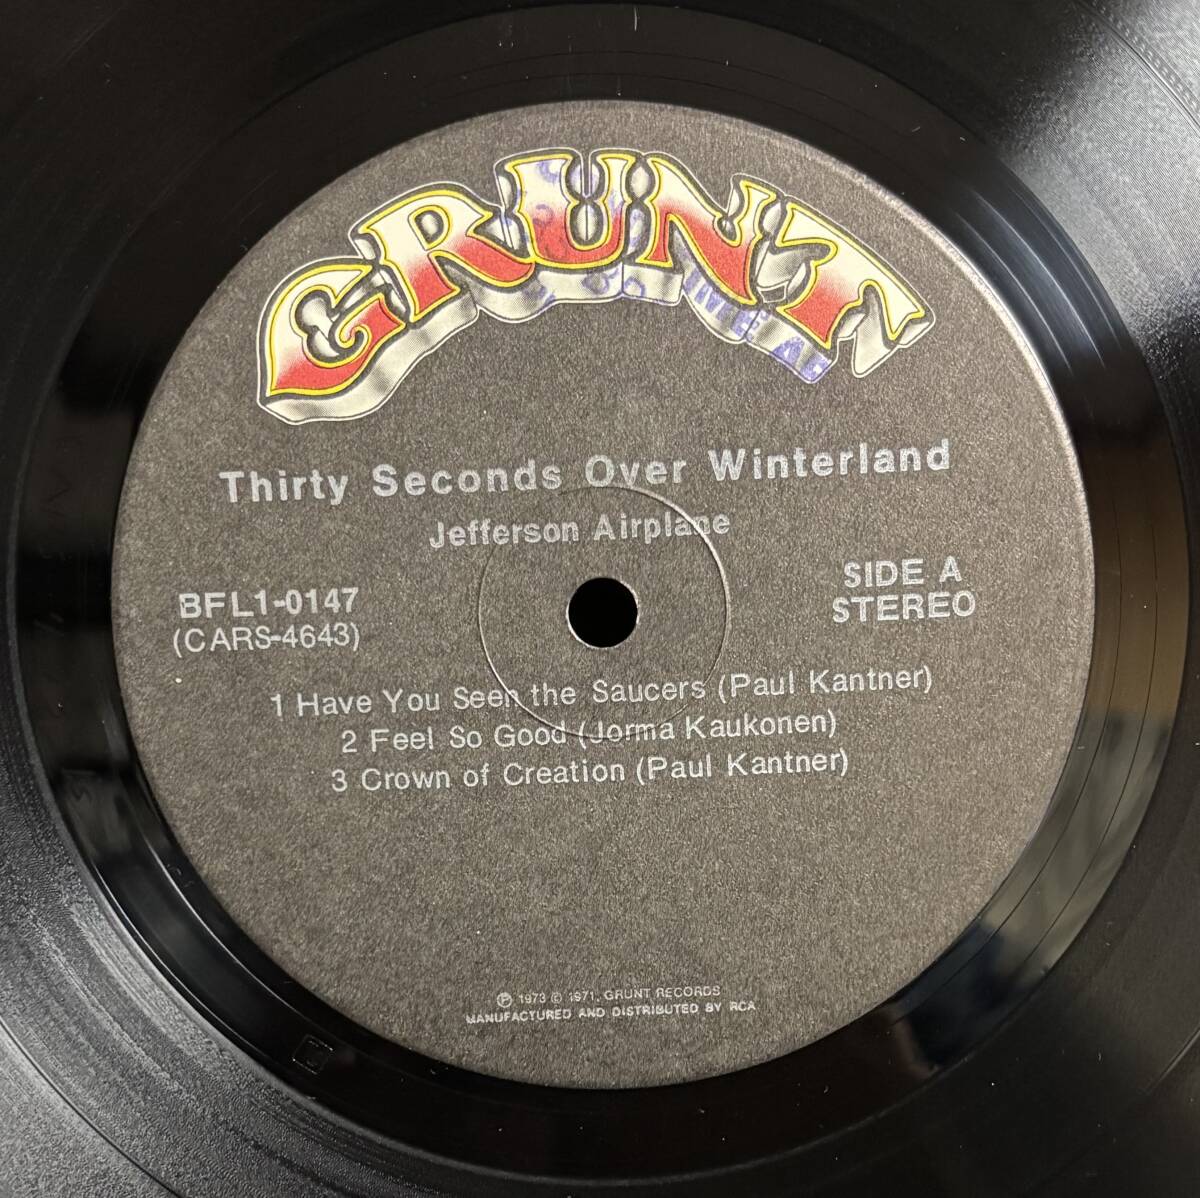 GRUNT
Thirty Seconds Over Winterland
Jefferson Airplane
BFL1-0147
(CARS-4643)
SIDE A
STEREO
1 Have You Seen the Saucers (Paul Kantner)
2 Feel So Good (Jorma Kaukonen)
3 Crown of Creation (Paul Kantner)
℗ 1973 © 1971, GRUNT RECORDS
MANUFACTURED AND DISTRIBUTED BY RCA